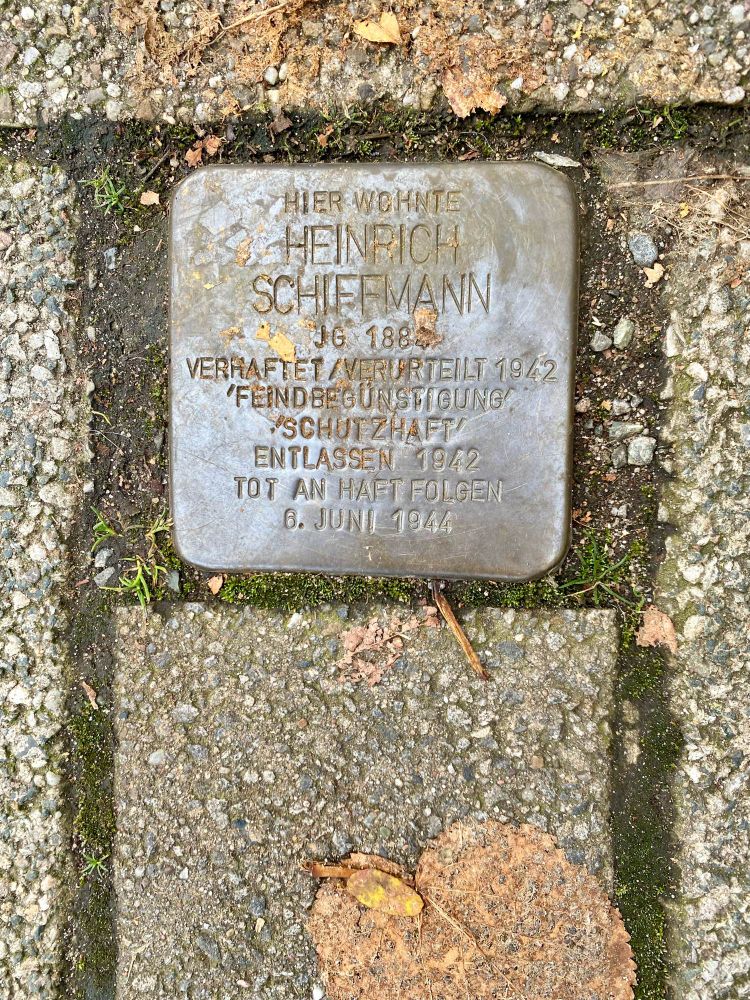 HIER WOHNTE
HEINRICH
SCHIFFMANN
JG
VERHAFTET/VERURTEILT 1942
'FEINDBEGÜNSTIGUNG'
'SCHUTZHAFT'
ENTLASSEN 1942
TOT AN HAFTFOLGEN
6. JUNI 1944